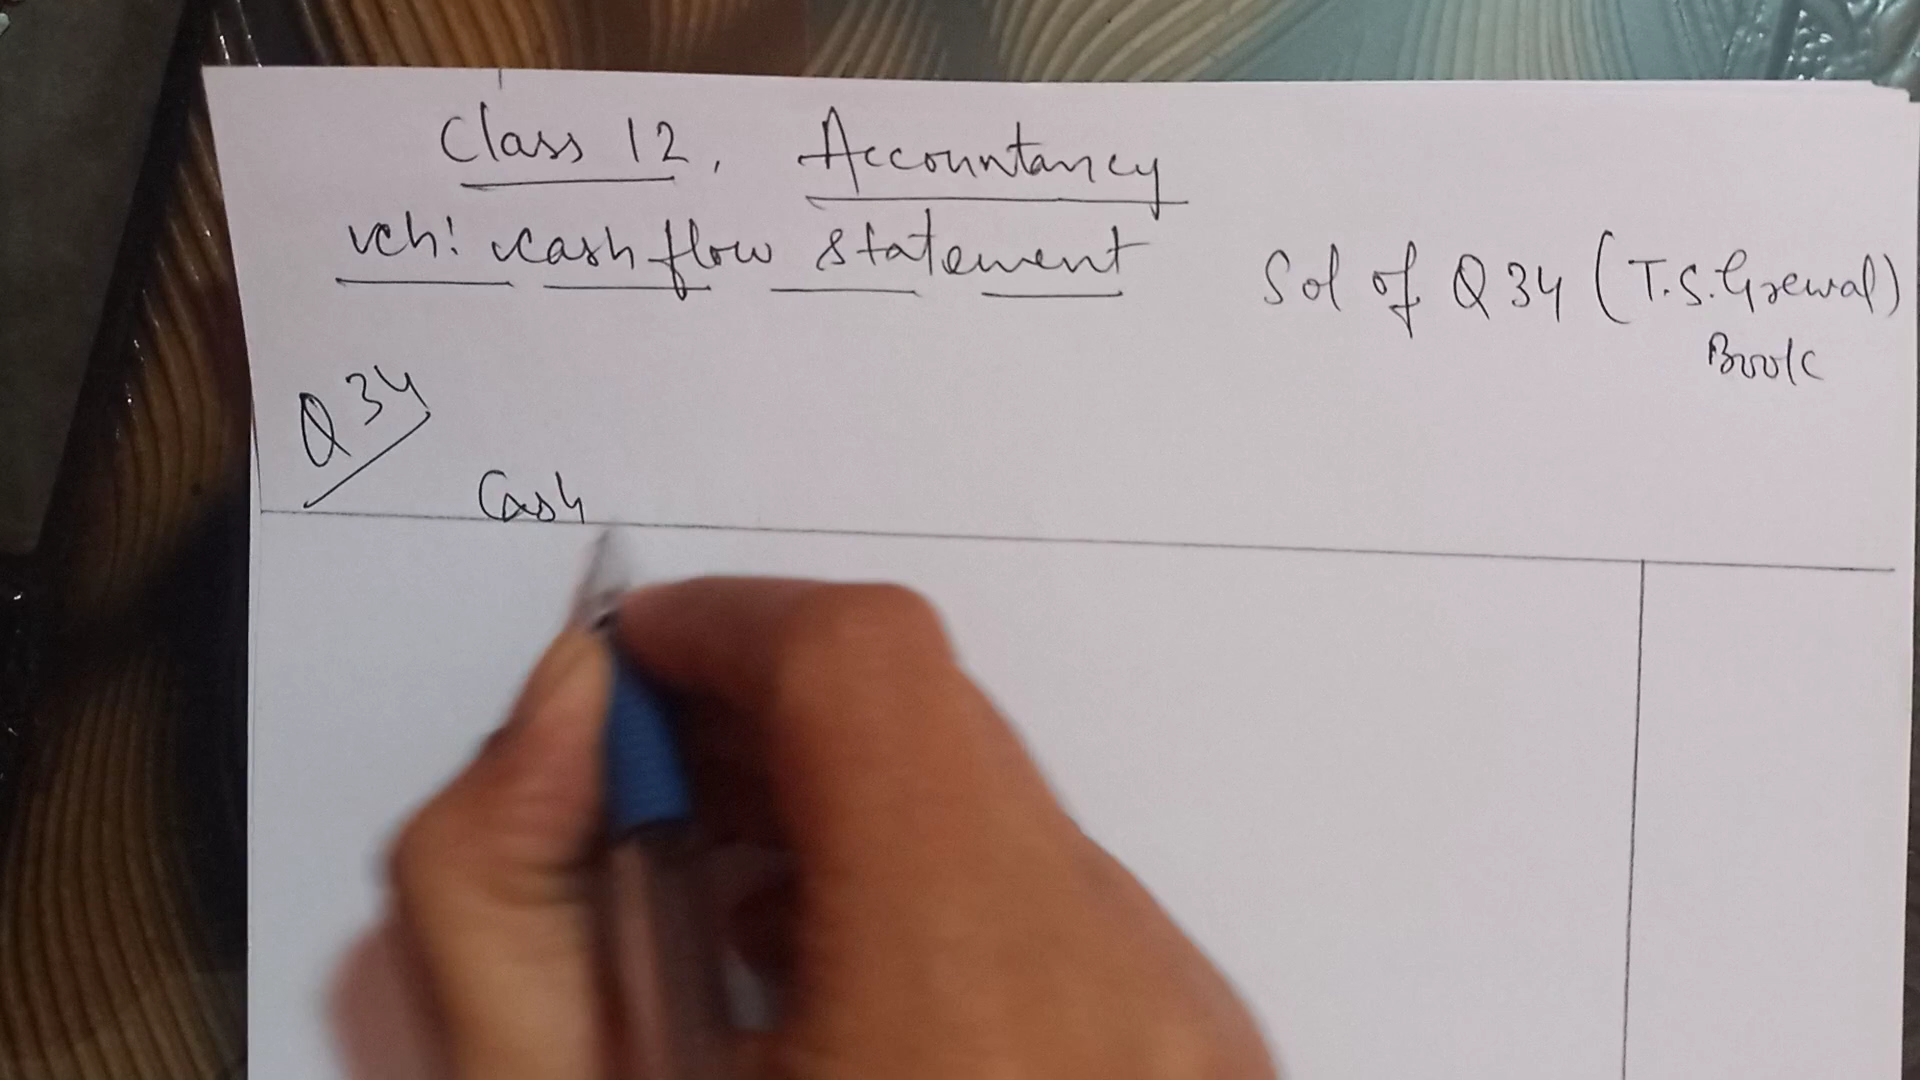 Class 12, Accountancy
ch: cash flow statement
Sol of Q 34 (T.S. Grewal)
Book
Q 34
Cash